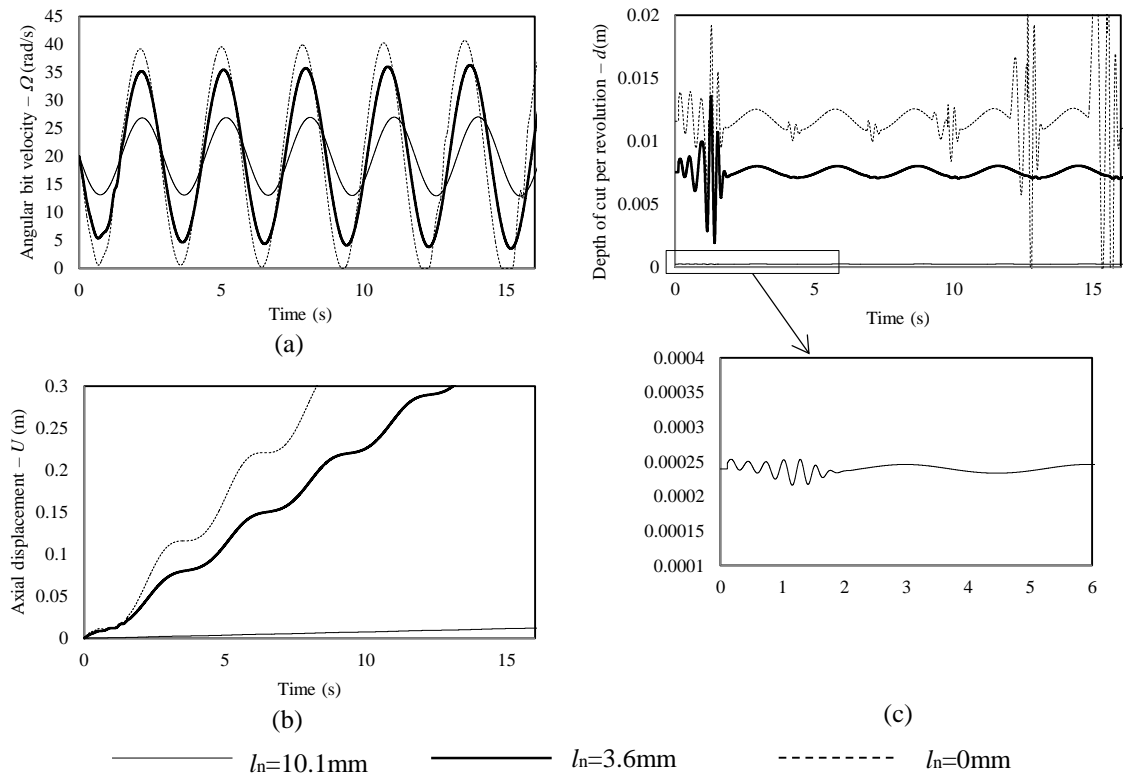 45
40
35
30
25
20
15
10
5
0
Angular bit velocity – Ω (rad/s)
0 5 10 15
Time (s)
(a)
0.3
0.25
0.2
0.15
0.1
0.05
0
Axial displacement – U (m)
0 5 10 15
Time (s)
(b)
0.02
0.015
0.01
0.005
0
Depth of cut per revolution – d(m)
0 5 10 15
Time (s)
0.0004
0.00035
0.0003
0.00025
0.0002
0.00015
0.0001
0 1 2 3 4 5 6
(c)
ln=10.1mm ln=3.6mm ln=0mm